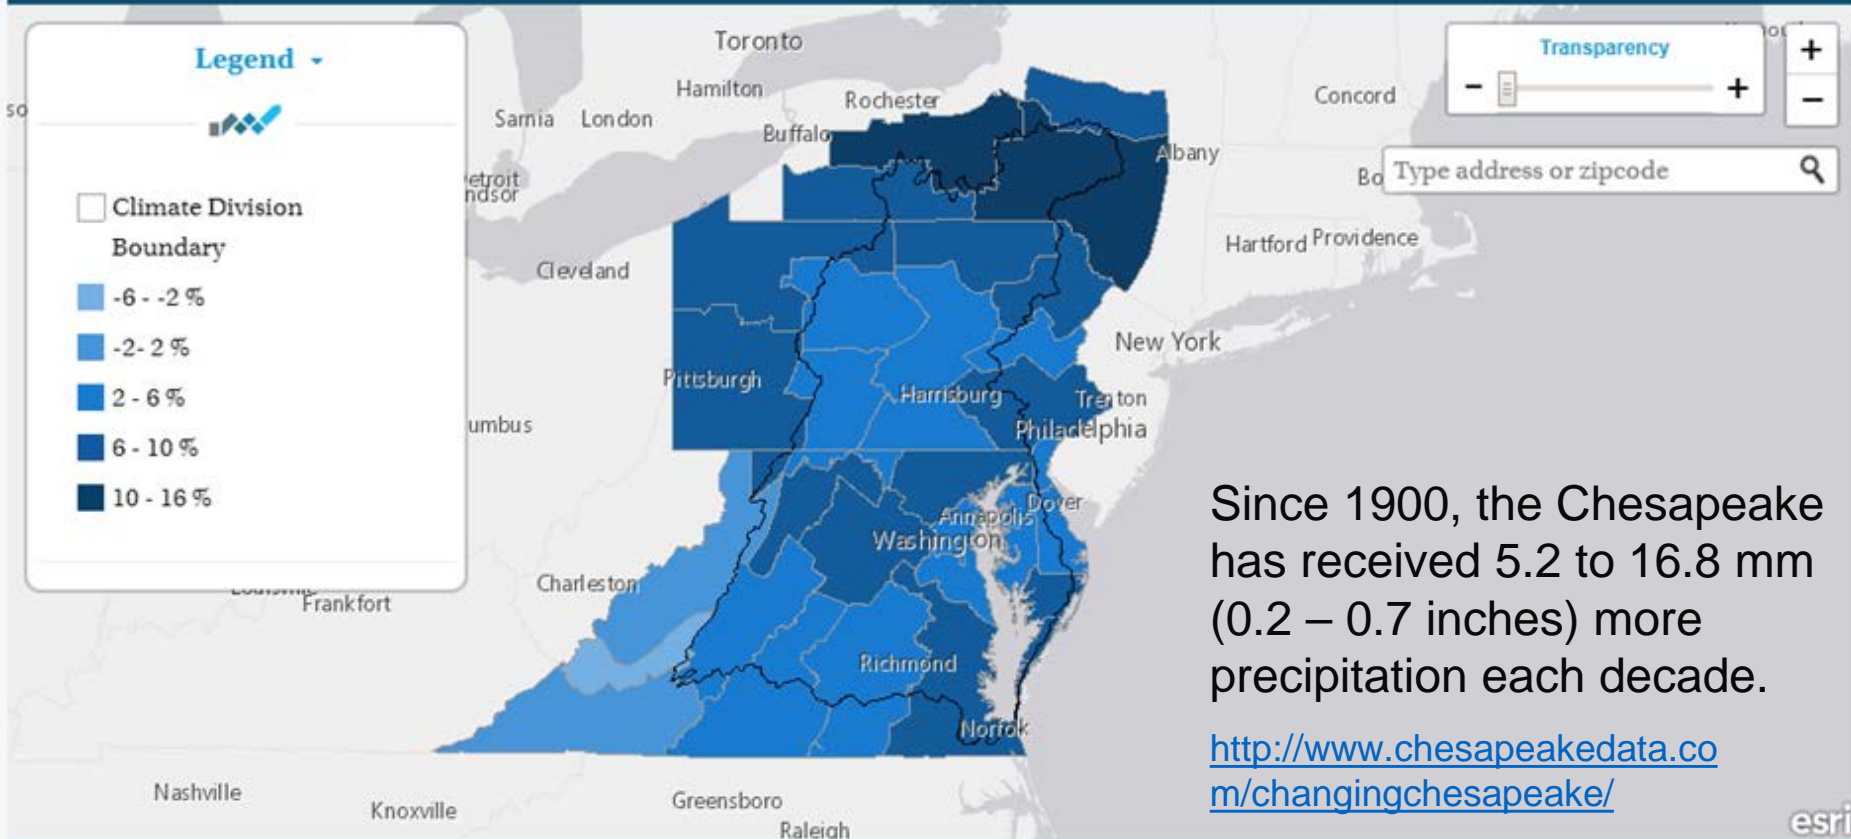 Legend
Climate Division
Boundary
-6 - -2 %
-2- 2 %
2 - 6 %
6 - 10 %
10 - 16 %
Transparency
- +
+
-
Type address or zipcode
Toronto
Hamilton
Rochester
Concord
Sarnia London
Buffalo
Albany
Bo
etroit
ndsor
Hartford Providence
Cleveland
New York
Pittsburgh
Harrisburg
Trenton
Philadelphia
umbus
Dover
Annapolis
Washington
Charleston
Frankfort
Richmond
Norfolk
Nashville
Knoxville
Greensboro
Raleigh
Since 1900, the Chesapeake
has received 5.2 to 16.8 mm
(0.2 – 0.7 inches) more
precipitation each decade.
http://www.chesapeakedata.co
m/changingchesapeake/
esri